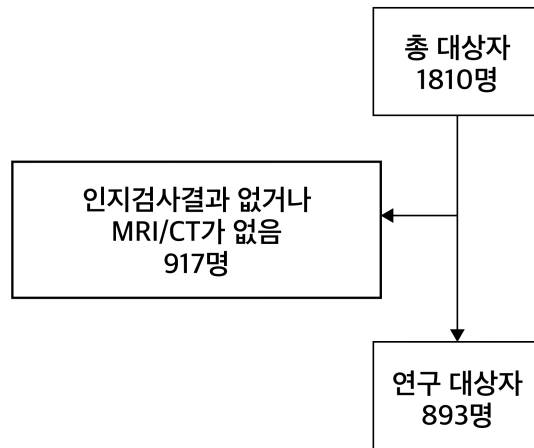 총 대상자
1810명
인지검사결과 없거나
MRI/CT가 없음
917명
연구 대상자
893명